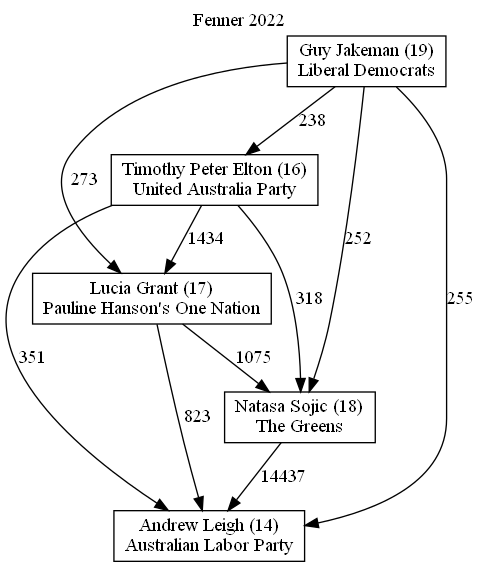 Fenner 2022
Guy Jakeman (19)
Liberal Democrats
238
Timothy Peter Elton (16)
United Australia Party
273
1434
252
Lucia Grant (17)
Pauline Hanson's One Nation
318
255
351
1075
Natasa Sojic (18)
The Greens
823
14437
Andrew Leigh (14)
Australian Labor Party